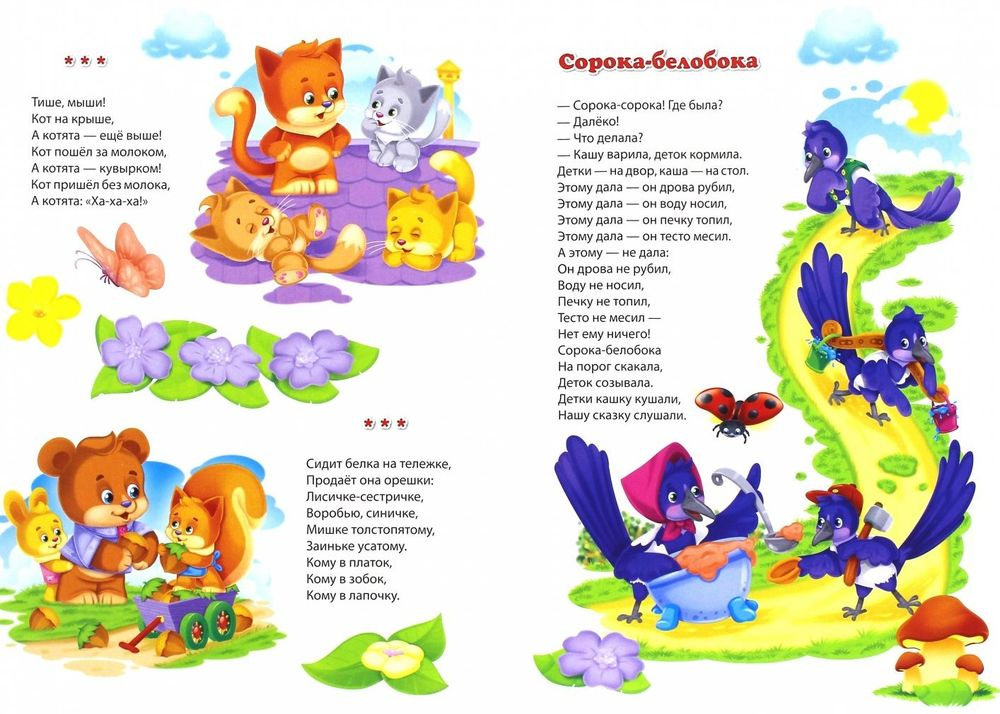 * * *
Тише, мыши!
Кот на крыше,
А котята — ещё выше!
Кот пошёл за молоком,
А котята — кувырком!
Кот пришёл без молока,
А котята: «Ха-ха-ха!»
* * *
Сидит белка на тележке,
Продаёт она орешки:
Лисичке-сестричке,
Воробью, синичке,
Мишке толстопятому,
Заиньке усатому.
Кому в платок,
Кому в зобок,
Кому в лапочку.
Сорока-белобока
— Сорока-сорока! Где была?
— Далёко!
— Что делала?
— Кашу варила, деток кормила.
Детки — на двор, каша — на стол.
Этому дала — он дрова рубил,
Этому дала — он воду носил,
Этому дала — он печку топил,
Этому дала — он тесто месил.
А этому — не дала:
Он дрова не рубил,
Воду не носил,
Печку не топил,
Тесто не месил —
Нет ему ничего!
Сорока-белобока
На порог скакала,
Деток созывала.
Детки кашку кушали,
Нашу сказку слушали.